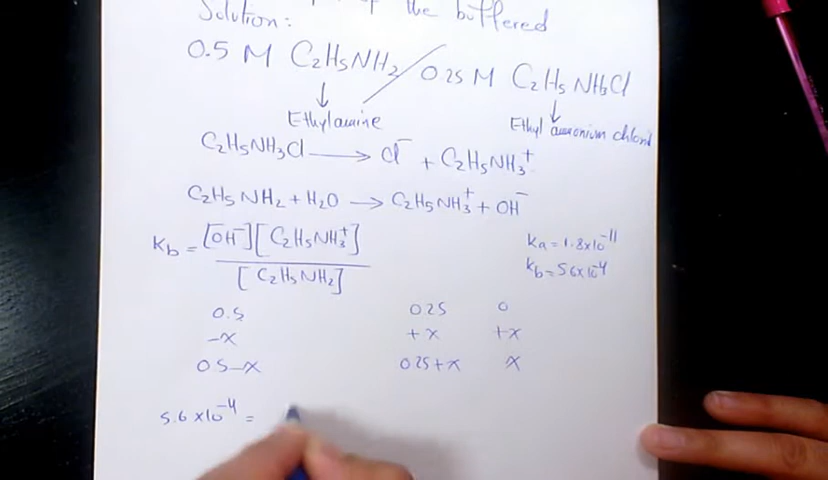 Solution: of the buffered
0.5 M C2H5NH2 / 0.25 M C2H5NH3Cl
↓ ↓
Ethylamine Ethyl ammonium chlorid
C2H5NH3Cl → Cl⁻ + C2H5NH3⁺
C2H5NH2 + H2O → C2H5NH3⁺ + OH⁻
Kb = [OH⁻][C2H5NH3⁺] / [C2H5NH2]
Ka = 1.8x10⁻¹¹
Kb = 5.6x10⁻⁴
0.5 0.25 0
-x +x +x
0.5-x 0.25+x x
5.6x10⁻⁴ =